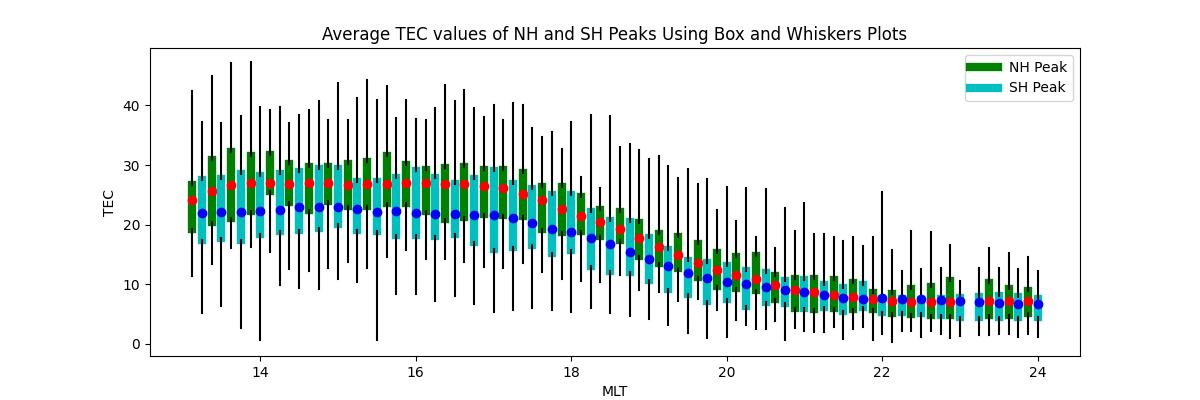 Average TEC values of NH and SH Peaks Using Box and Whiskers Plots
NH Peak
SH Peak
40
30
20
10
0
TEC
14 16 18 20 22 24
MLT